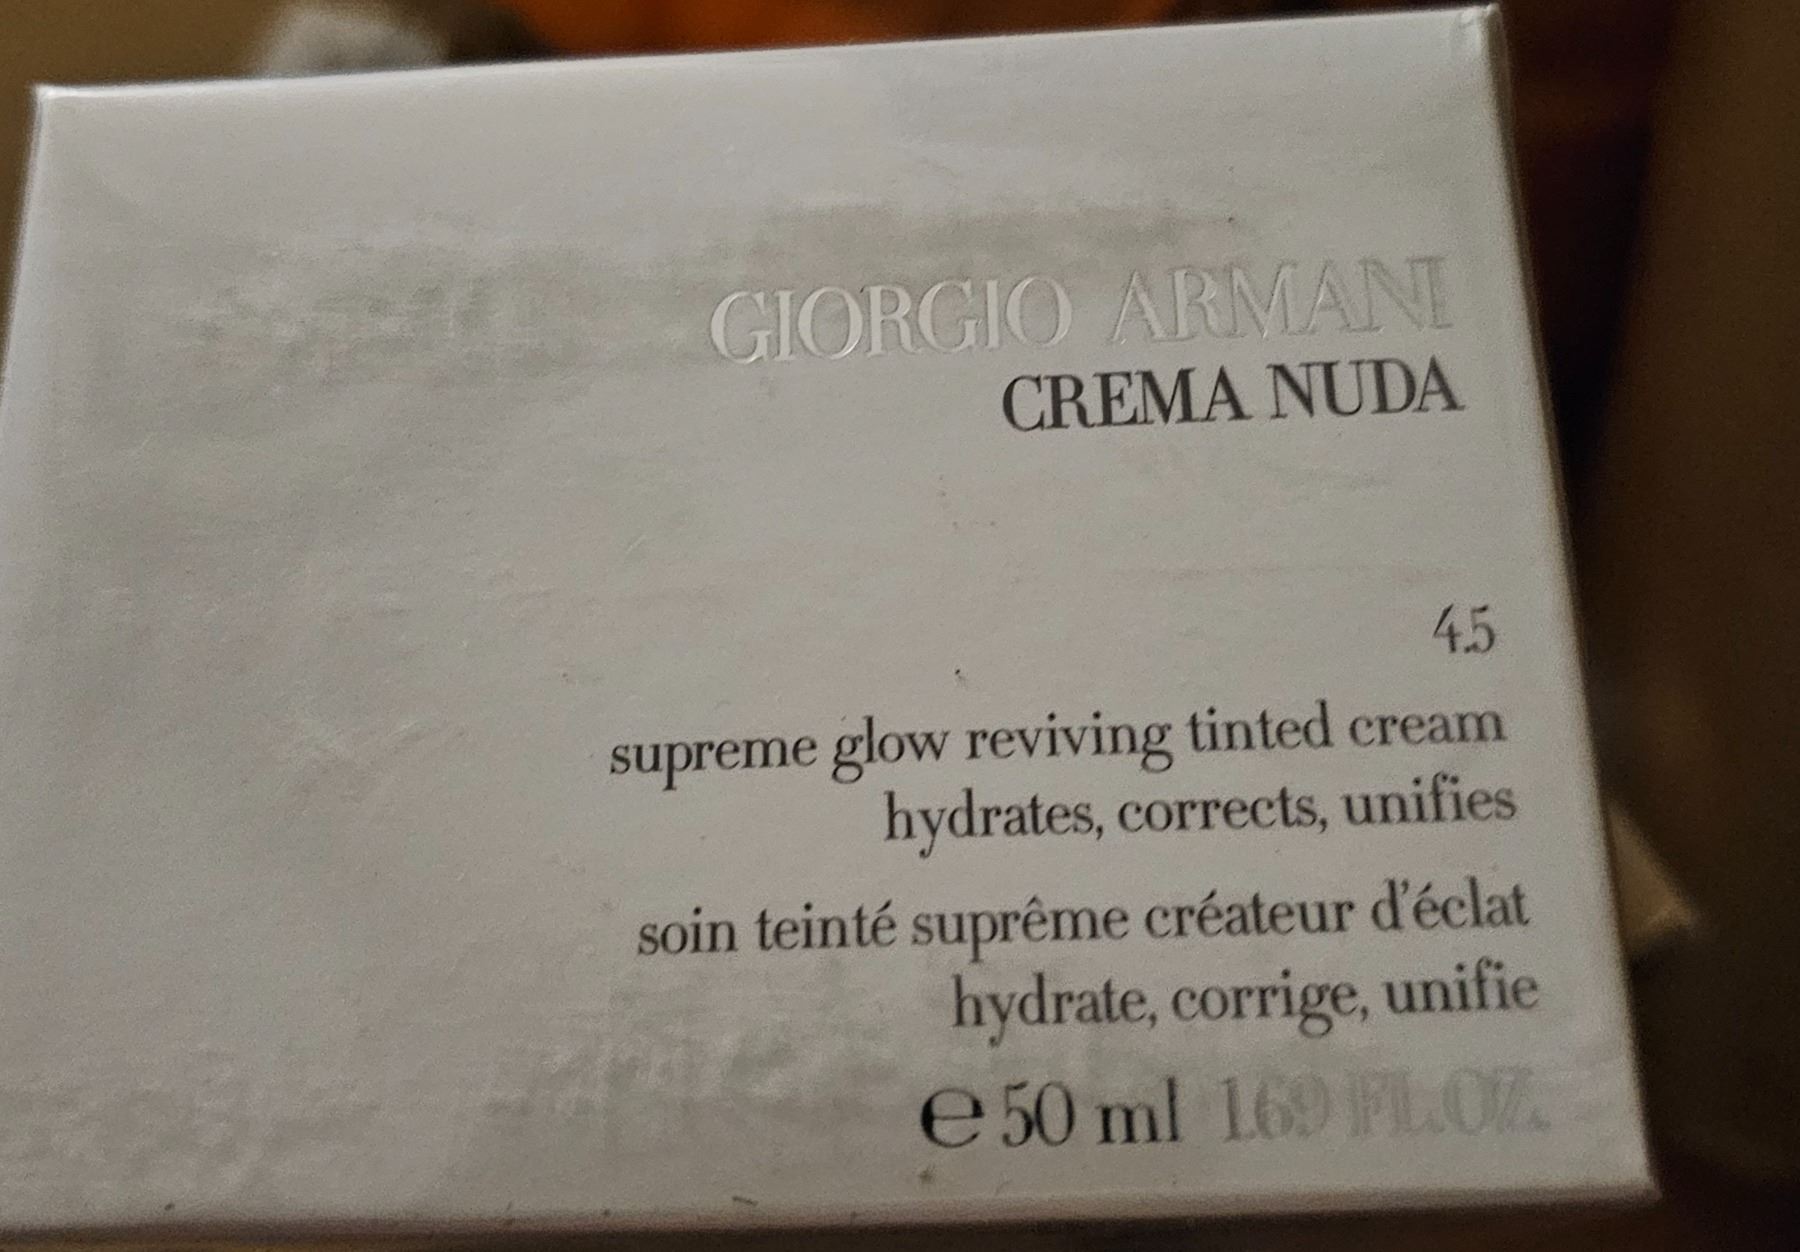 GIORGIO ARMANI
CREMA NUDA
4.5
supreme glow reviving tinted cream
hydrates, corrects, unifies
soin teinté suprême créateur d'éclat
hydrate, corrige, unifie
℮ 50 ml 1.69 FL.OZ.